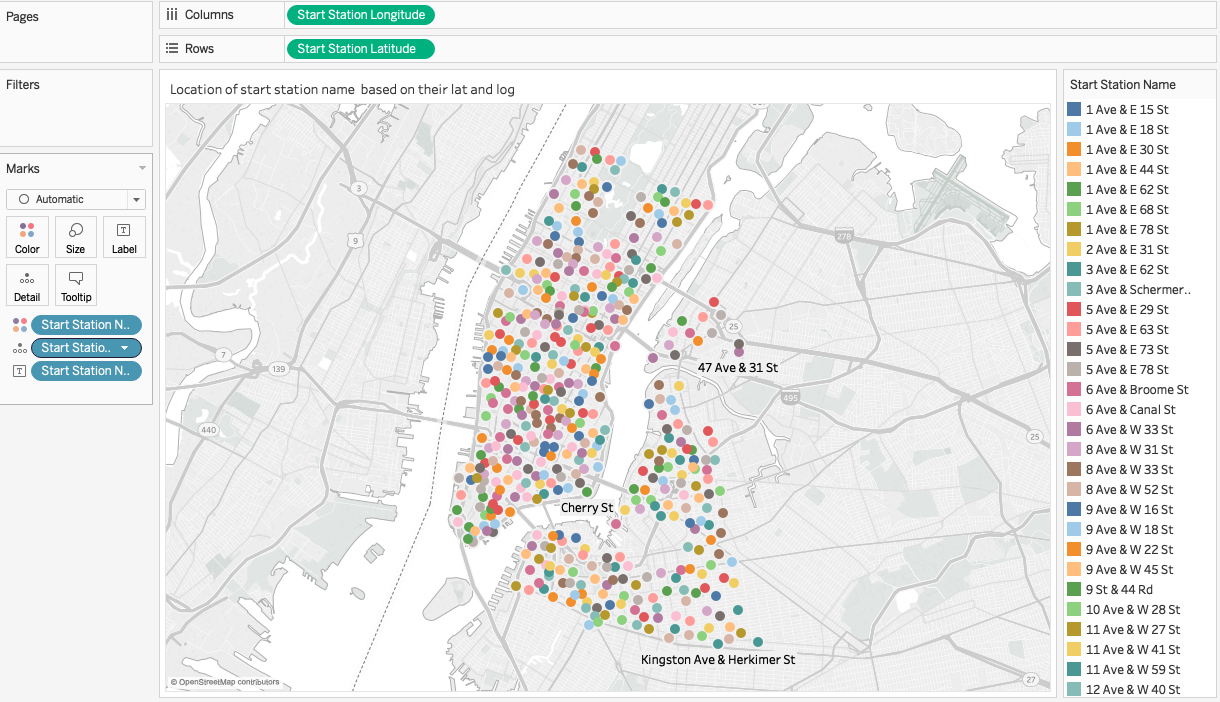 Pages
Columns
Start Station Longitude
Rows
Start Station Latitude
Filters
Marks
Automatic
Color
Size
Label
Detail
Tooltip
Start Station N..
Start Statio..
Start Station N..
Location of start station name based on their lat and log
3
9
278
25
7
139
47 Ave & 31 St
495
440
25
Cherry St
Kingston Ave & Herkimer St
27
© OpenStreetMap contributors
Start Station Name
1 Ave & E 15 St
1 Ave & E 18 St
1 Ave & E 30 St
1 Ave & E 44 St
1 Ave & E 62 St
1 Ave & E 68 St
1 Ave & E 78 St
2 Ave & E 31 St
3 Ave & E 62 St
3 Ave & Schermer..
5 Ave & E 29 St
5 Ave & E 63 St
5 Ave & E 73 St
5 Ave & E 78 St
6 Ave & Broome St
6 Ave & Canal St
6 Ave & W 33 St
8 Ave & W 31 St
8 Ave & W 33 St
8 Ave & W 52 St
9 Ave & W 16 St
9 Ave & W 18 St
9 Ave & W 22 St
9 Ave & W 45 St
9 St & 44 Rd
10 Ave & W 28 St
11 Ave & W 27 St
11 Ave & W 41 St
11 Ave & W 59 St
12 Ave & W 40 St